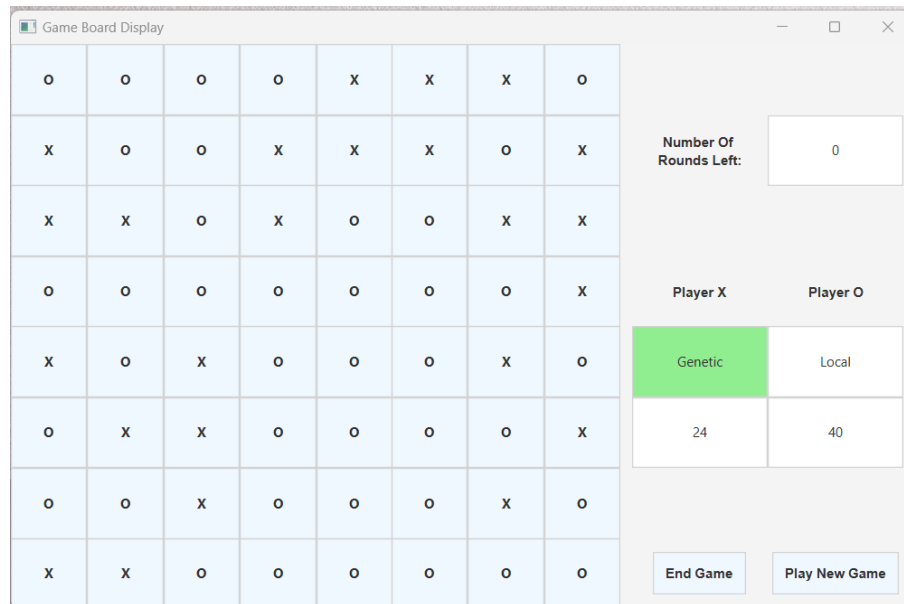 Game Board Display
O O O O X X X O
X O O X X X O X
Number Of
Rounds Left:
0
X X O X O O X X
O O O O O O O X
Player X Player O
X O X O O O X O
Genetic Local
O X X O O O O X
24 40
O O X O O O X O
X X O O O O O O
End Game Play New Game